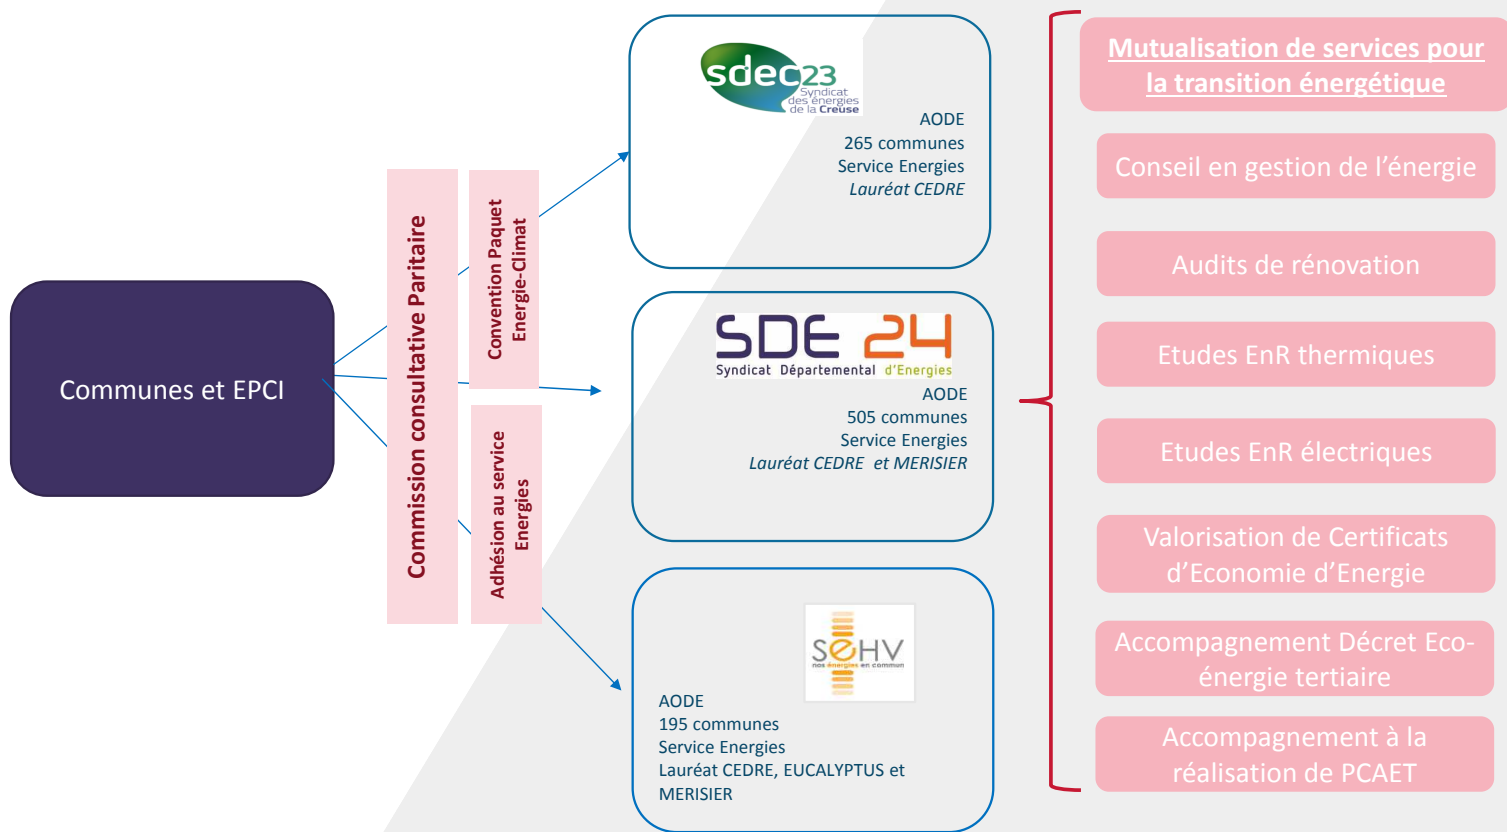 Communes et EPCI
Commission consultative Paritaire
Convention Paquet
Energie-Climat
Adhésion au service
Energies
sdec23
Syndicat
des énergies
de la Creuse
AODE
265 communes
Service Energies
Lauréat CEDRE
SDE 24
Syndicat Départemental d'Energies
AODE
505 communes
Service Energies
Lauréat CEDRE et MERISIER
SeHV
nos énergies en commun
AODE
195 communes
Service Energies
Lauréat CEDRE, EUCALYPTUS et
MERISIER
Mutualisation de services pour
la transition énergétique
Conseil en gestion de l'énergie
Audits de rénovation
Etudes EnR thermiques
Etudes EnR électriques
Valorisation de Certificats
d'Economie d'Energie
Accompagnement Décret Eco-
énergie tertiaire
Accompagnement à la
réalisation de PCAET